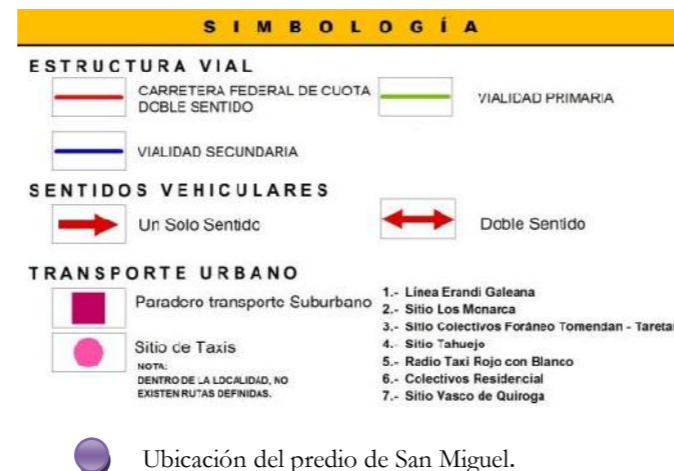 SIMBOLOGÍA
ESTRUCTURA VIAL
CARRETERA FEDERAL DE CUOTA
DOBLE SENTIDO
VIALIDAD PRIMARIA
VIALIDAD SECUNDARIA
SENTIDOS VEHICULARES
Un Solo Sentido
Doble Sentido
TRANSPORTE URBANO
Paradero transporte Suburbano
Sitio de Taxis
NOTA:
DENTRO DE LA LOCALIDAD, NO
EXISTEN RUTAS DEFINIDAS.
1.- Línea Erandi Galeana
2.- Sitio Los Monarca
3.- Sitio Colectivos Foráneo Tomendan - Taretan
4.- Sitio Tahuejo
5.- Radio Taxi Rojo con Blanco
6.- Colectivos Residencial
7.- Sitio Vasco de Quiroga
Ubicación del predio de San Miguel.